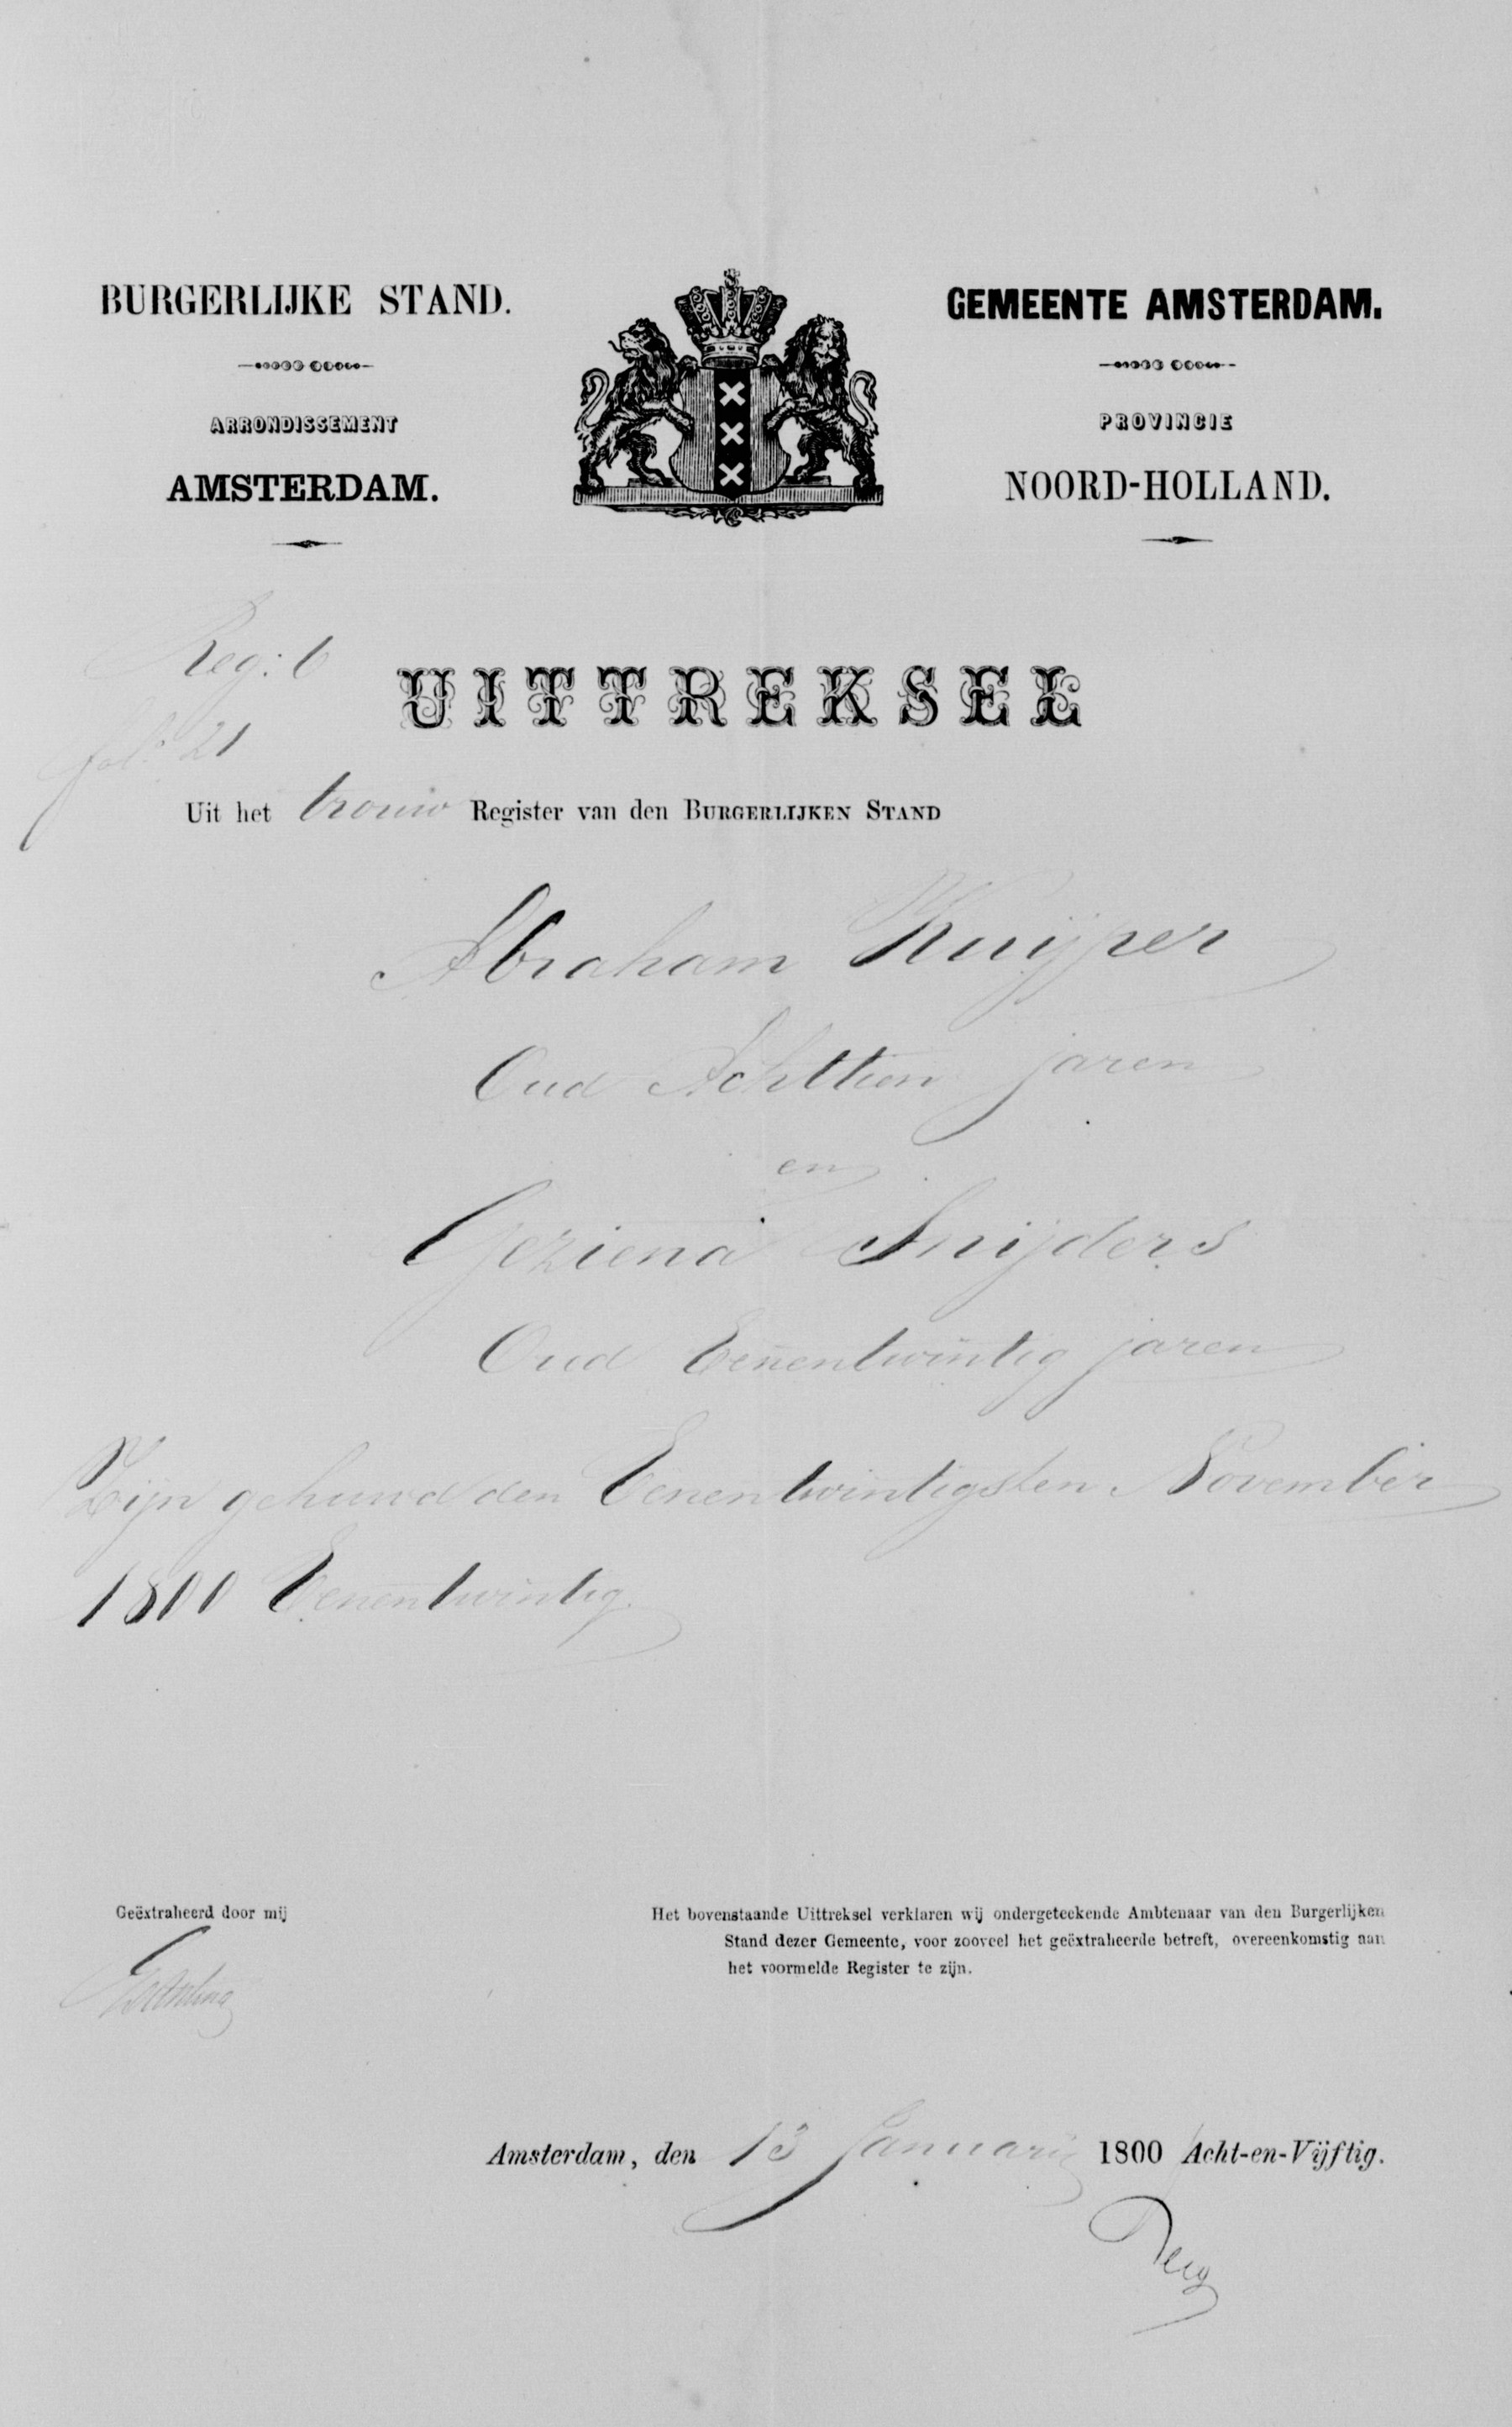 BURGERLIJKE STAND.
ARRONDISSEMENT
AMSTERDAM.
GEMEENTE AMSTERDAM.
PROVINCIE
NOORD-HOLLAND.
Reg: 6
fol: 21
UITTREKSEL
Uit het trouw Register van den BURGERLIJKEN STAND
Abraham Kuijper
Oud Achttien jaren
en
Geziena Snijders
Oud Eenentwintig jaren
Zijn gehuwd den Eenentwintigsten November
1800 Eenentwintig.
Geëxtraheerd door mij
Het bovenstaande Uittreksel verklaren wij ondergeteekende Ambtenaar van den Burgerlijken
Stand dezer Gemeente, voor zooveel het geëxtraheerde betreft, overeenkomstig aan
het voormelde Register te zijn.
Amsterdam, den 13 Januarij 1800 Acht-en-Vijftig.